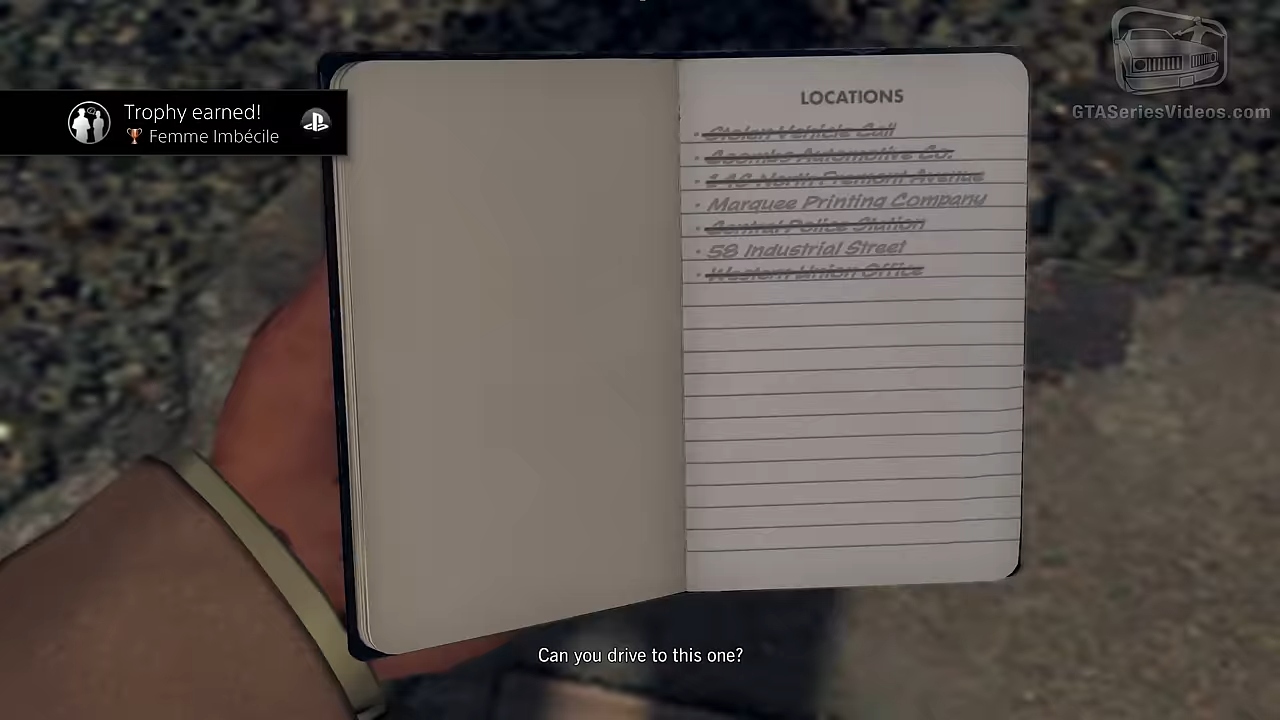 GTASeriesVideos.com
Trophy earned!
Femme Imbécile
LOCATIONS
· Stolen Vehicle Call
· Coombs Automotive Co.
· 146 North Fremont Avenue
· Marquee Printing Company
· Central Police Station
· 58 Industrial Street
· Western Union Office
Can you drive to this one?